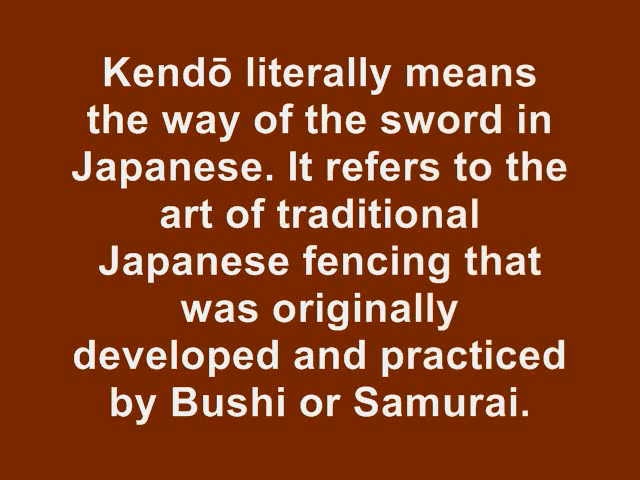 Kendō literally means
the way of the sword in
Japanese. It refers to the
art of traditional
Japanese fencing that
was originally
developed and practiced
by Bushi or Samurai.